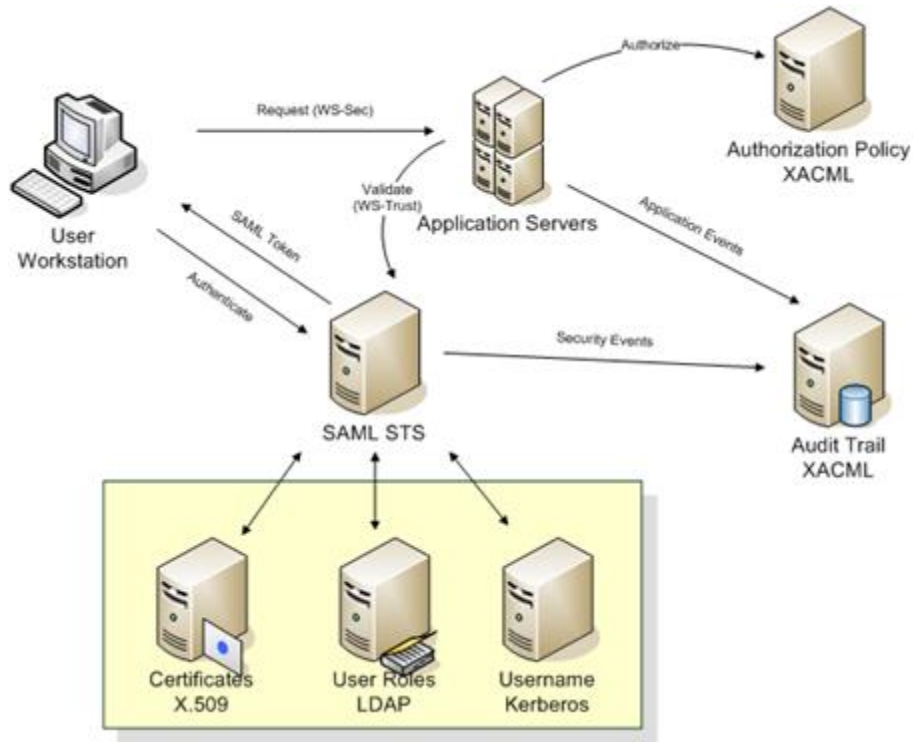 Authorize
Request (WS-Sec)
Authorization Policy
XACML
Validate
(WS-Trust)
Application Servers
User
Workstation
SAML Token
Application Events
Authenticate
Security Events
SAML STS
Audit Trail
XACML
Certificates
X.509
User Roles
LDAP
Username
Kerberos